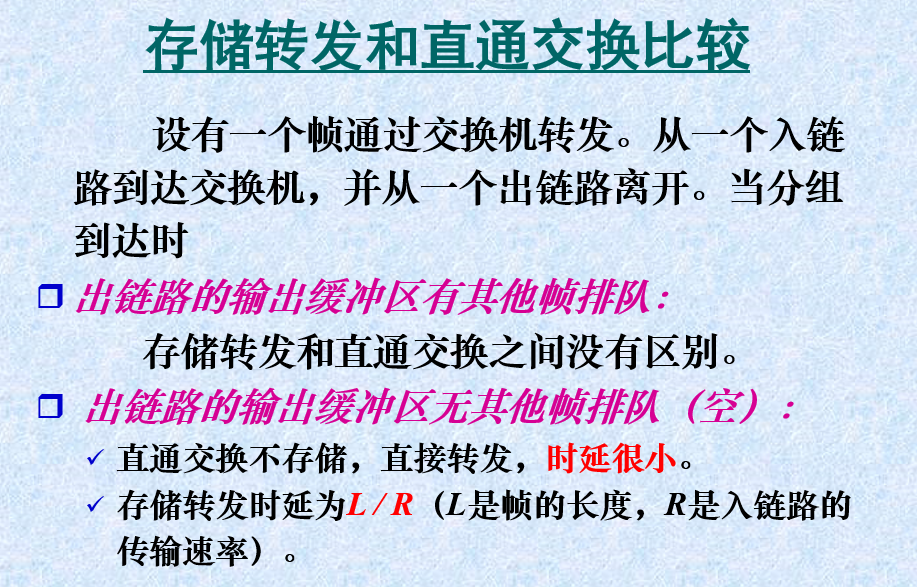 存储转发和直通交换比较
设有一个帧通过交换机转发。从一个入链
路到达交换机，并从一个出链路离开。当分组
到达时
出链路的输出缓冲区有其他帧排队：
存储转发和直通交换之间没有区别。
出链路的输出缓冲区无其他帧排队（空）：
直通交换不存储，直接转发，时延很小。
存储转发时延为L / R（L是帧的长度，R是入链路的
传输速率）。